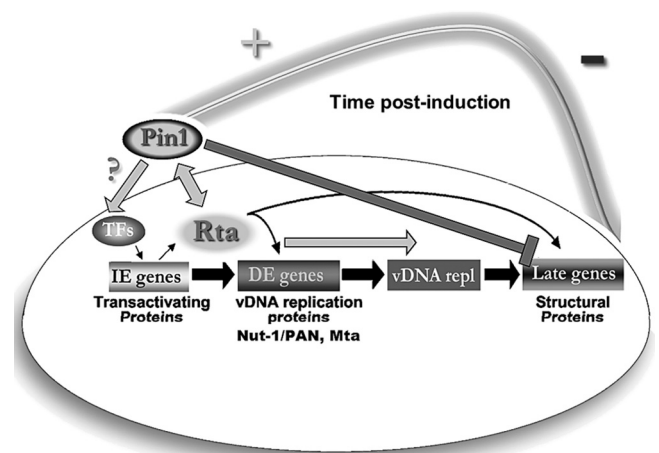 +
-
Time post-induction
Pin1
?
TFs
Rta
IE genes
DE genes
vDNA repl
Late genes
Transactivating
Proteins
vDNA replication
proteins
Nut-1/PAN, Mta
Structural
Proteins